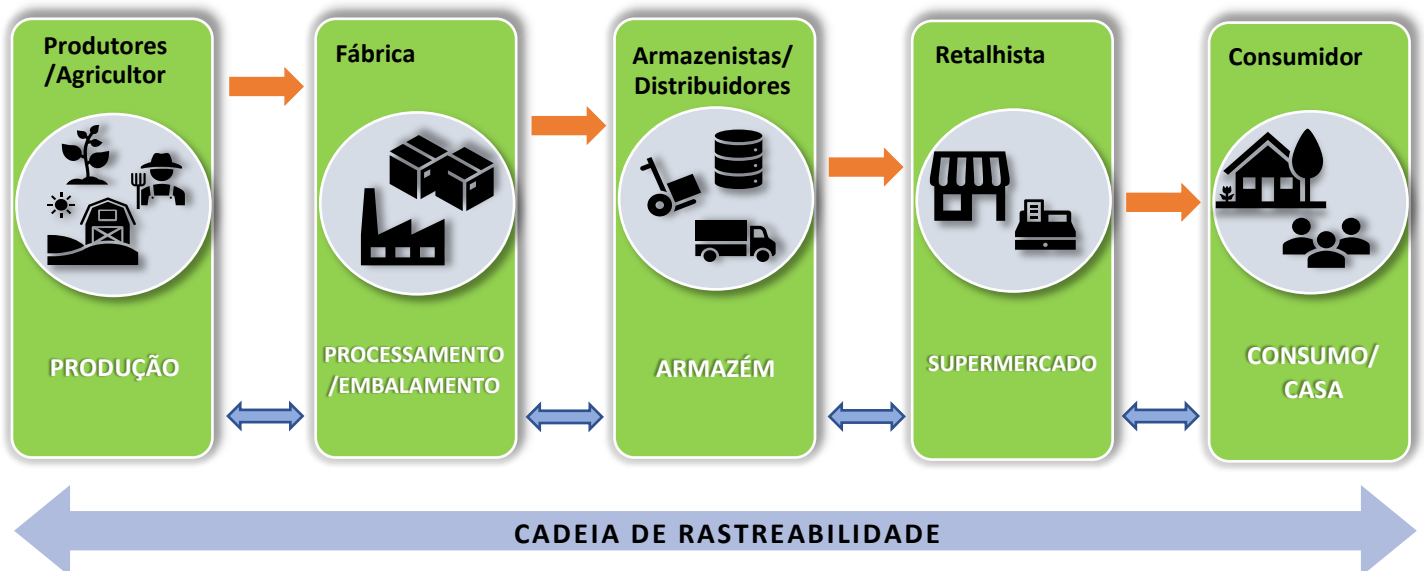 Produtores
/Agricultor
PRODUÇÃO
Fábrica
PROCESSAMENTO
/EMBALAMENTO
Armazenistas/
Distribuidores
ARMAZÉM
Retalhista
SUPERMERCADO
Consumidor
CONSUMO/
CASA
CADEIA DE RASTREABILIDADE